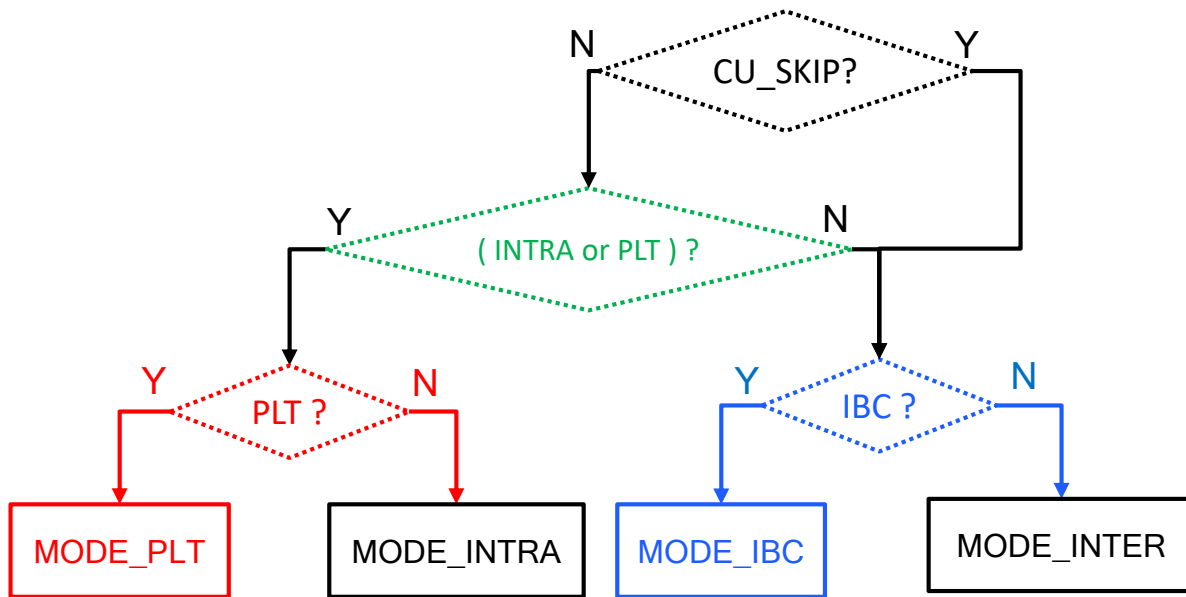 N
Y
CU_SKIP?
Y
N
( INTRA or PLT ) ?
Y
N
Y
N
PLT ?
IBC ?
MODE_PLT
MODE_INTRA
MODE_IBC
MODE_INTER